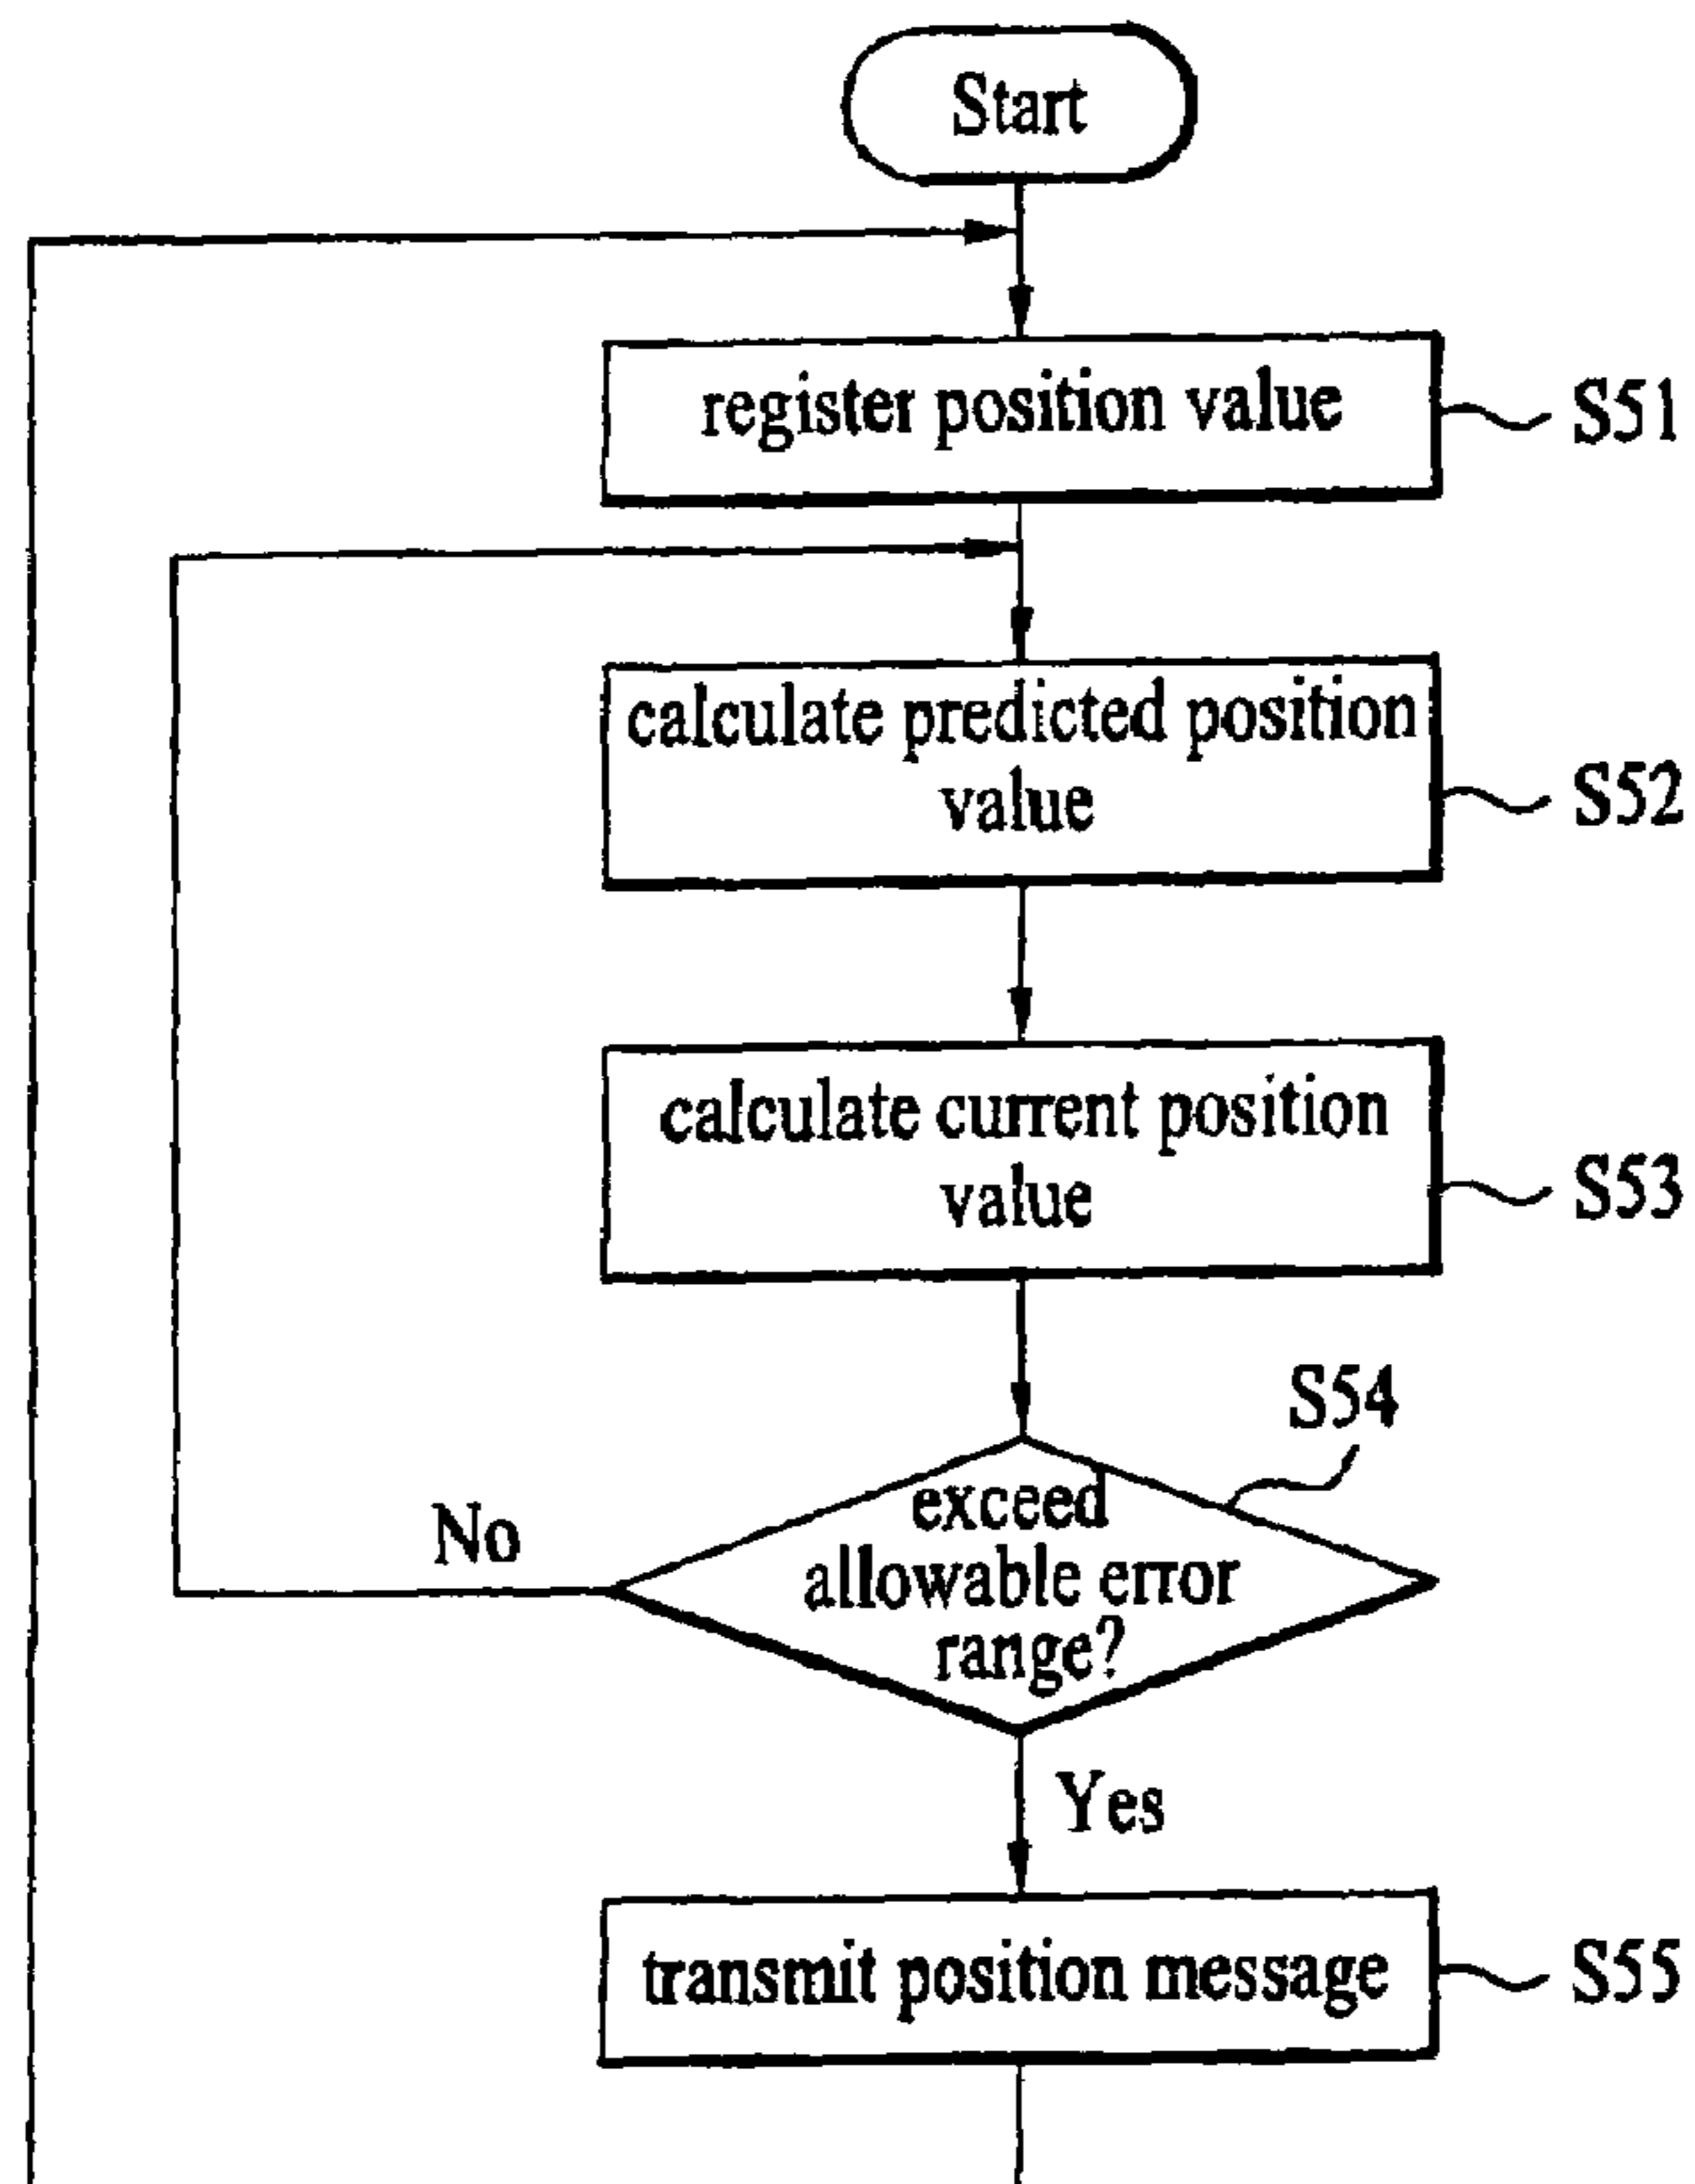 Start
register position value
S51
calculate predicted position
value
S52
calculate current position
value
S53
S54
exceed
allowable error
range?
No
Yes
transmit position message
S55